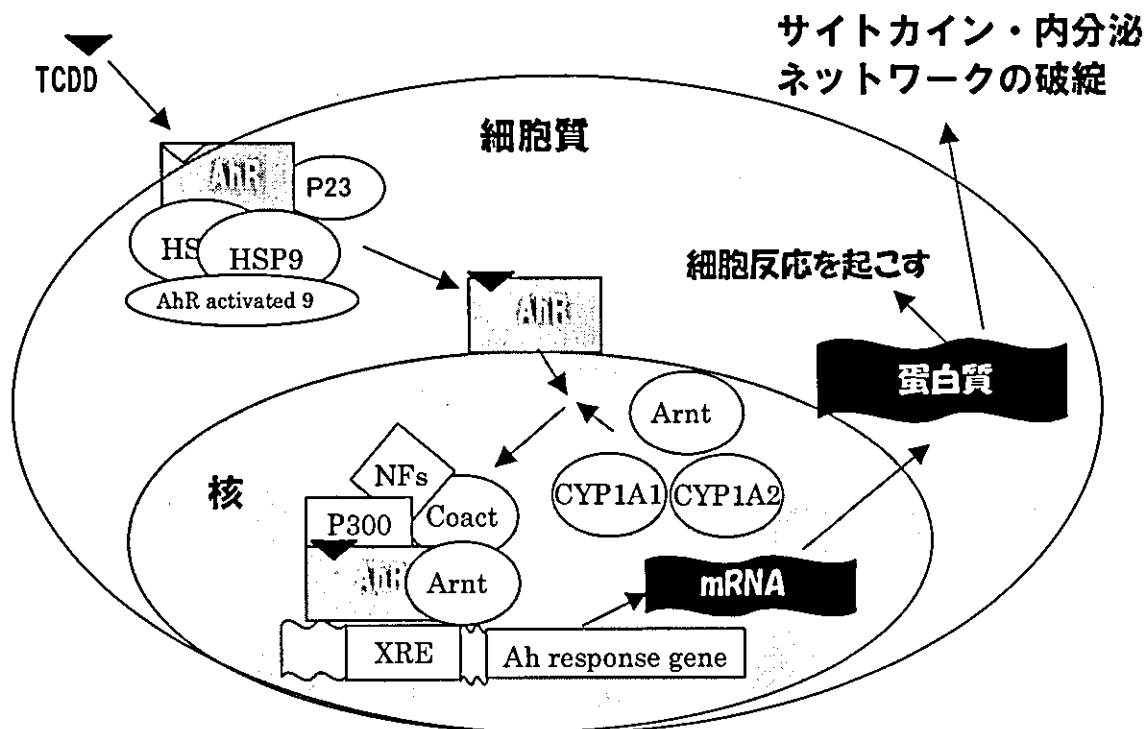 サイトカイン・内分泌
ネットワークの破綻
TCDD
細胞質
AhR
P23
HS
HSP9
AhR activated 9
細胞反応を起こす
AhR
蛋白質
Arnt
核
NFs
CYP1A1
CYP1A2
P300
Coact
AhR
Arnt
mRNA
XRE
Ah response gene